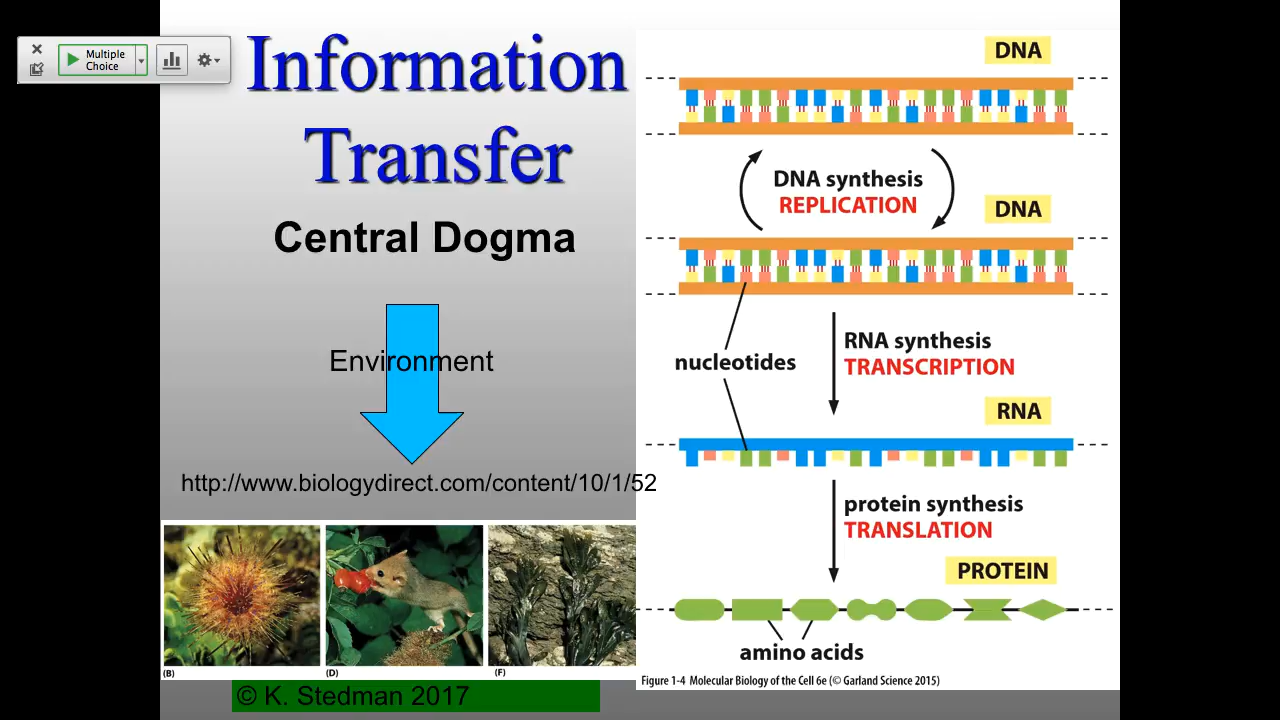 Multiple
Choice
Information
Transfer
Central Dogma
Environment
http://www.biologydirect.com/content/10/1/52
(B)
(D)
(F)
© K. Stedman 2017
DNA
DNA synthesis
REPLICATION
DNA
nucleotides
RNA synthesis
TRANSCRIPTION
RNA
protein synthesis
TRANSLATION
PROTEIN
amino acids
Figure 1-4 Molecular Biology of the Cell 6e (© Garland Science 2015)